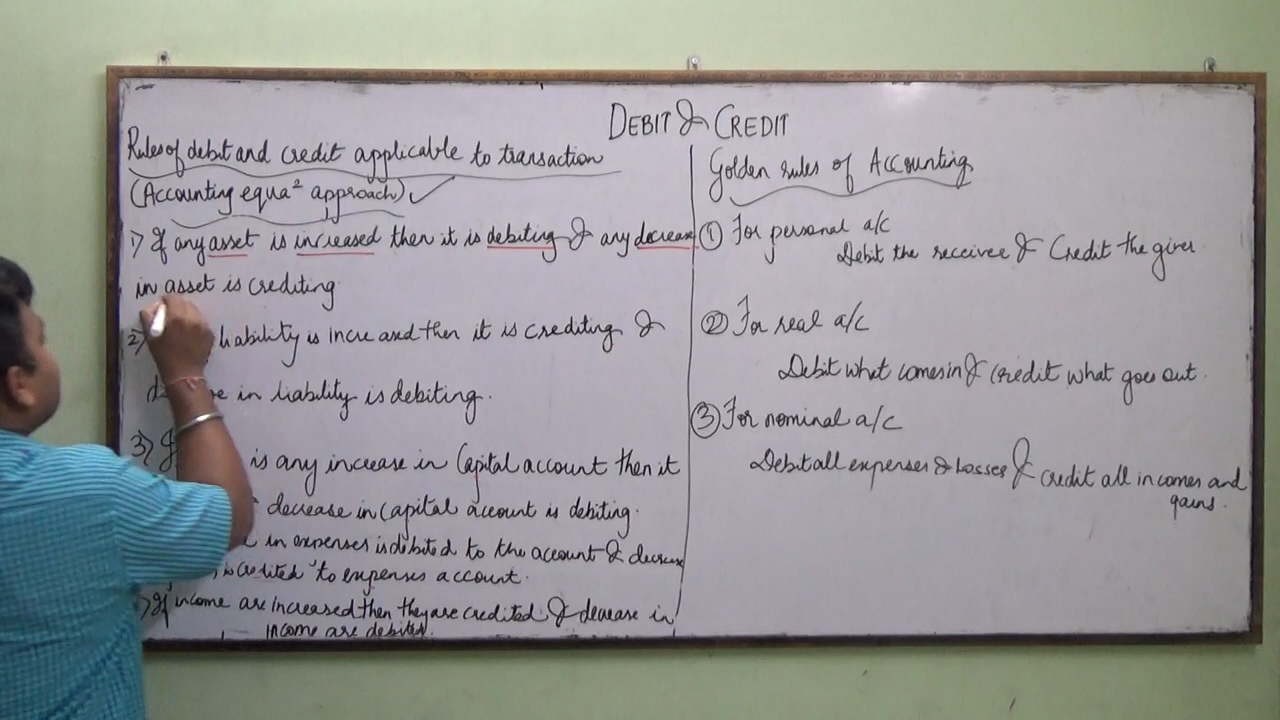 DEBIT & CREDIT
Rules of debit and credit applicable to transaction
(Accounting equa² approach) ✓
1) If any asset is increased then it is debiting & any decrease
in asset is crediting
2) liability is increased then it is crediting &
in liability is debiting.
3) is any increase in Capital account then it
decrease in capital account is debiting.
in expenses is debited to the account & decrease
is credited to expenses account.
) If income are increased then they are credited & decrease in
income are debited.
Golden rules of Accounting
① For personal a/c
Debit the receiver & Credit the giver
② For real a/c
Debit what comes in & credit what goes out.
③ For nominal a/c
Debit all expenses & losses & credit all incomes and
gains.